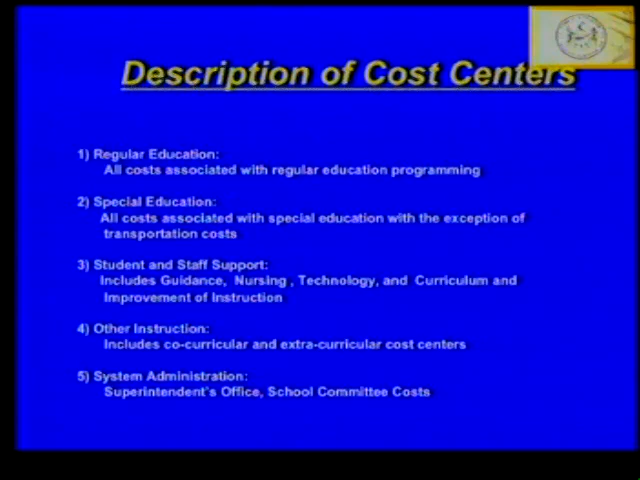 Description of Cost Centers
1) Regular Education:
All costs associated with regular education programming
2) Special Education:
All costs associated with special education with the exception of
transportation costs
3) Student and Staff Support:
Includes Guidance, Nursing , Technology, and Curriculum and
Improvement of Instruction
4) Other Instruction:
Includes co-curricular and extra-curricular cost centers
5) System Administration:
Superintendent`s Office, School Committee Costs